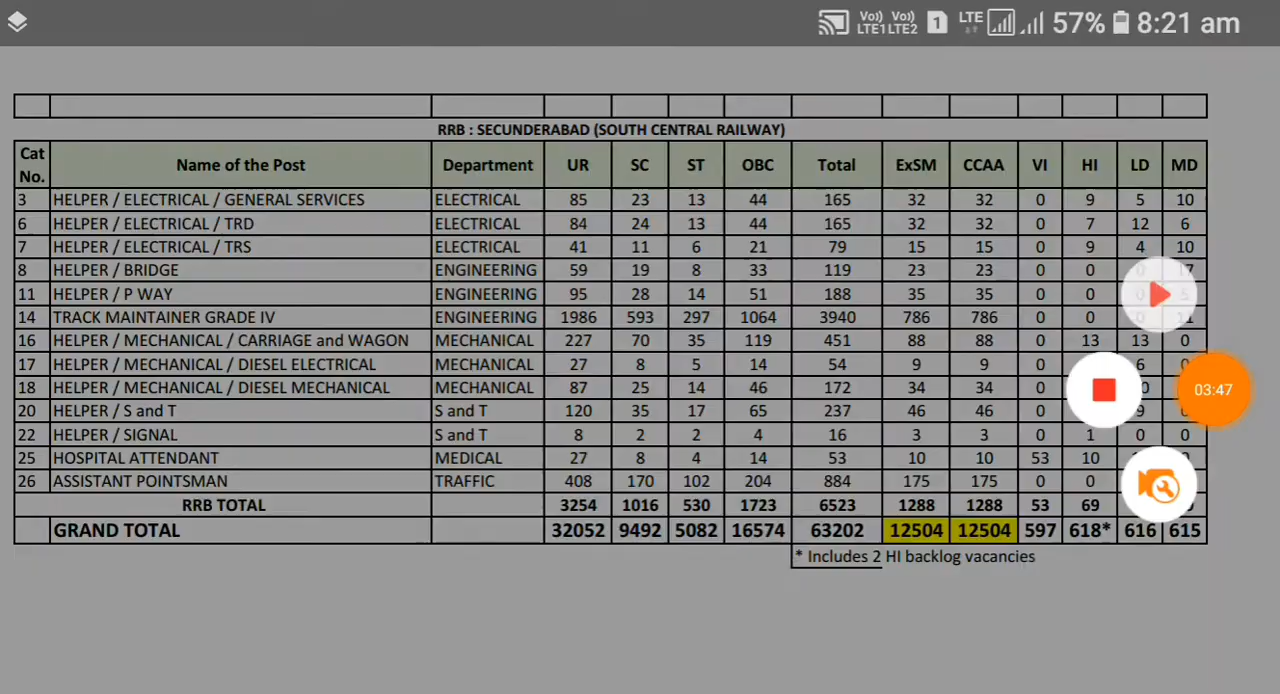 Vo)) Vo)) LTE1 LTE2 1 LTE 57% 8:21 am
RRB : SECUNDERABAD (SOUTH CENTRAL RAILWAY)
Cat No. Name of the Post Department UR SC ST OBC Total ExSM CCAA VI HI LD MD
3 HELPER / ELECTRICAL / GENERAL SERVICES ELECTRICAL 85 23 13 44 165 32 32 0 9 5 10
6 HELPER / ELECTRICAL / TRD ELECTRICAL 84 24 13 44 165 32 32 0 7 12 6
7 HELPER / ELECTRICAL / TRS ELECTRICAL 41 11 6 21 79 15 15 0 9 4 10
8 HELPER / BRIDGE ENGINEERING 59 19 8 33 119 23 23 0 0 0 17
11 HELPER / P WAY ENGINEERING 95 28 14 51 188 35 35 0 0 0 5
14 TRACK MAINTAINER GRADE IV ENGINEERING 1986 593 297 1064 3940 786 786 0 0 0 11
16 HELPER / MECHANICAL / CARRIAGE and WAGON MECHANICAL 227 70 35 119 451 88 88 0 13 13 0
17 HELPER / MECHANICAL / DIESEL ELECTRICAL MECHANICAL 27 8 5 14 54 9 9 0 6
18 HELPER / MECHANICAL / DIESEL MECHANICAL MECHANICAL 87 25 14 46 172 34 34 0
03:47
20 HELPER / S and T S and T 120 35 17 65 237 46 46 0 9
22 HELPER / SIGNAL S and T 8 2 2 4 16 3 3 0 1 0 0
25 HOSPITAL ATTENDANT MEDICAL 27 8 4 14 53 10 10 53 10
26 ASSISTANT POINTSMAN TRAFFIC 408 170 102 204 884 175 175 0 0
RRB TOTAL 3254 1016 530 1723 6523 1288 1288 53 69
GRAND TOTAL 32052 9492 5082 16574 63202 12504 12504 597 618* 616 615
* Includes 2 HI backlog vacancies